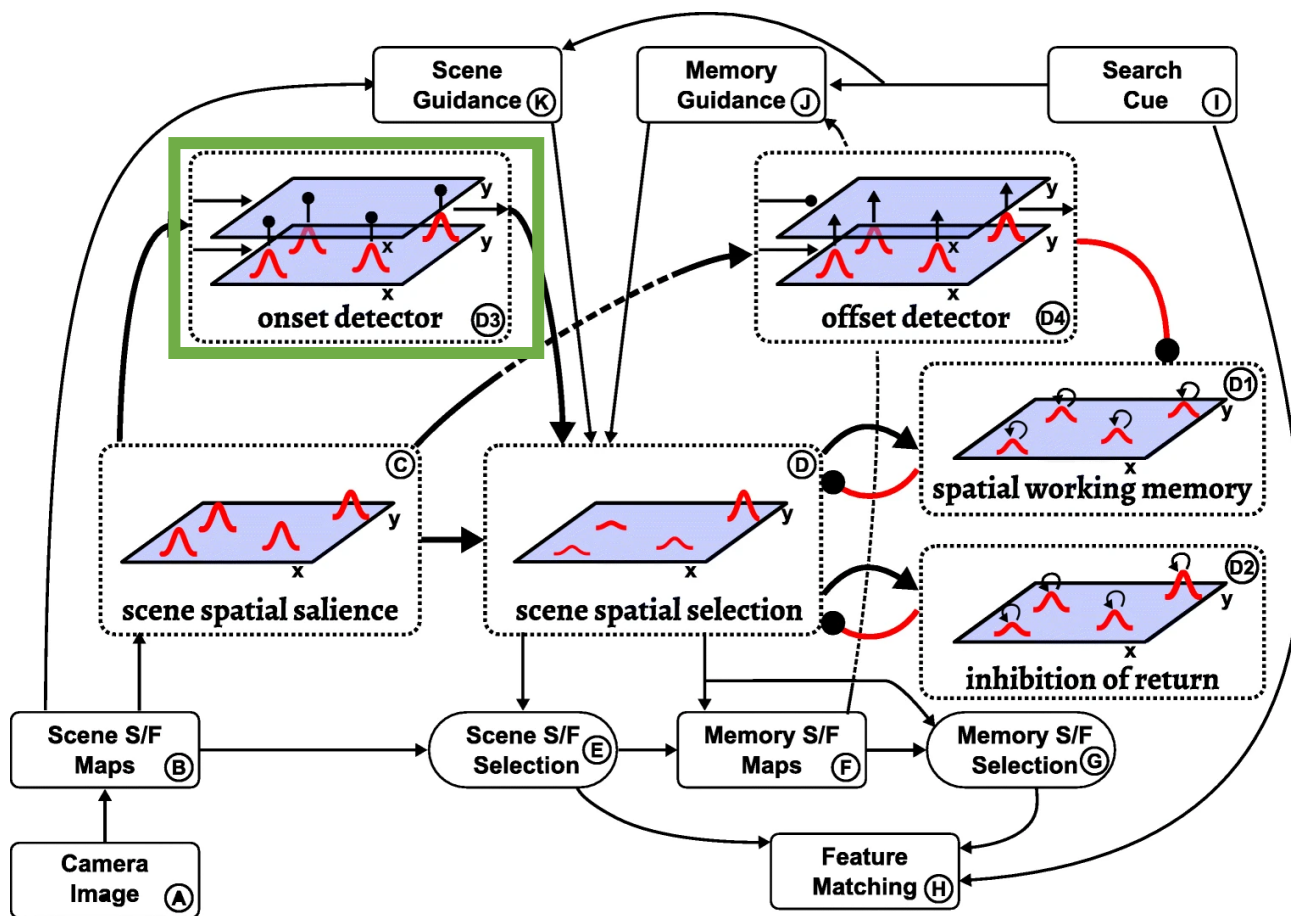 Scene
Guidance K
Memory
Guidance J
Search
Cue I
y
y
x
x
onset detector D3
y
y
x
x
offset detector D4
C
y
x
scene spatial salience
D
y
x
scene spatial selection
D1
y
x
spatial working memory
D2
y
x
inhibition of return
Scene S/F
Maps B
Scene S/F
Selection E
Memory S/F
Maps F
Memory S/F
Selection G
Camera
Image A
Feature
Matching H